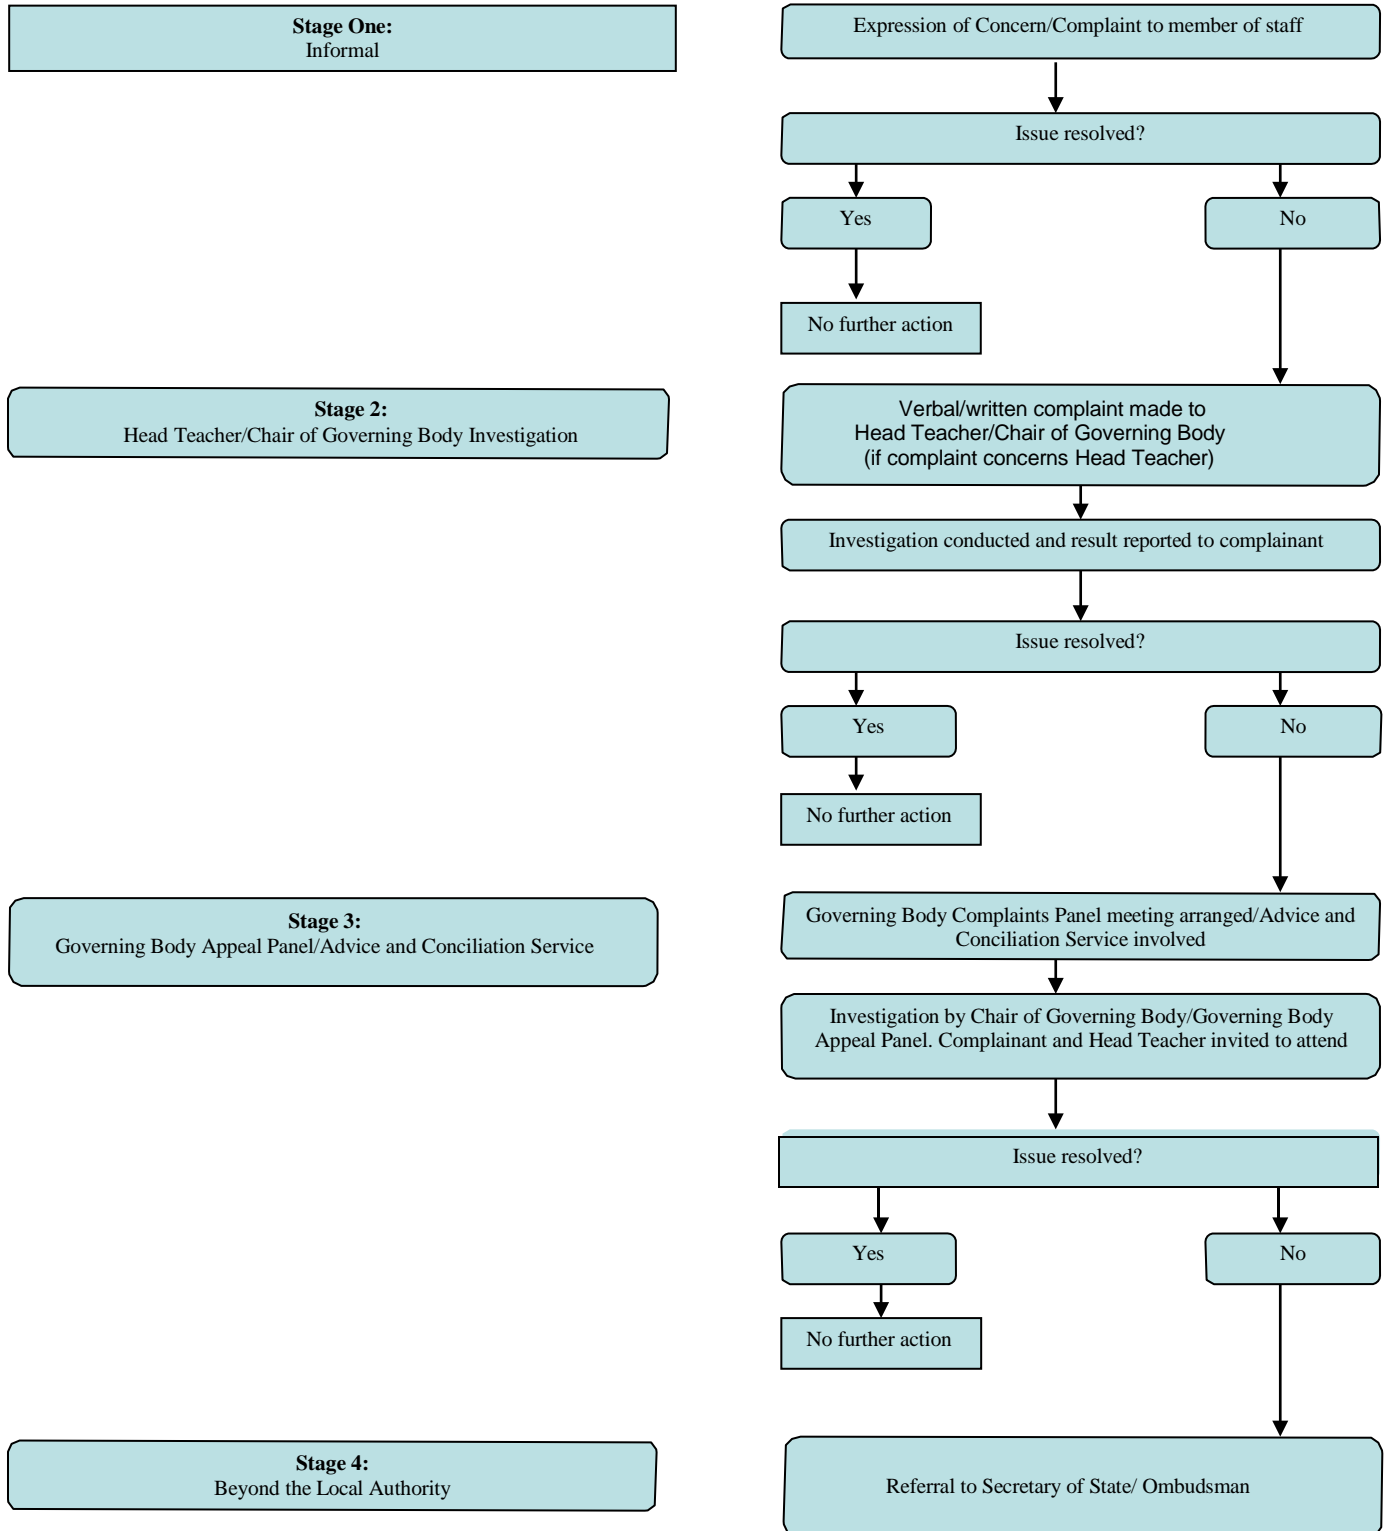 Stage One:
Informal
Expression of Concern/Complaint to member of staff
Issue resolved?
Yes
No
No further action
Stage 2:
Head Teacher/Chair of Governing Body Investigation
Verbal/written complaint made to
Head Teacher/Chair of Governing Body
(if complaint concerns Head Teacher)
Investigation conducted and result reported to complainant
Issue resolved?
Yes
No
No further action
Stage 3:
Governing Body Appeal Panel/Advice and Conciliation Service
Governing Body Complaints Panel meeting arranged/Advice and
Conciliation Service involved
Investigation by Chair of Governing Body/Governing Body
Appeal Panel. Complainant and Head Teacher invited to attend
Issue resolved?
Yes
No
No further action
Stage 4:
Beyond the Local Authority
Referral to Secretary of State/ Ombudsman